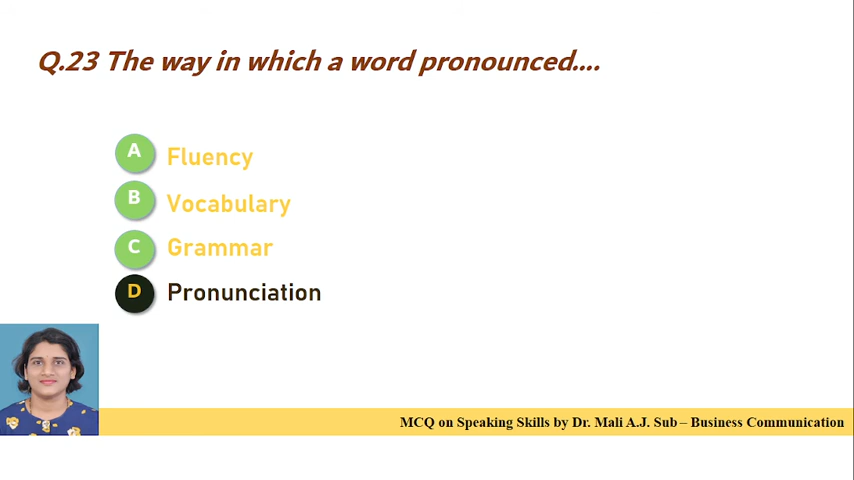 Q.23 The way in which a word pronounced....
A Fluency
B Vocabulary
C Grammar
D Pronunciation
MCQ on Speaking Skills by Dr. Mali A.J. Sub – Business Communication